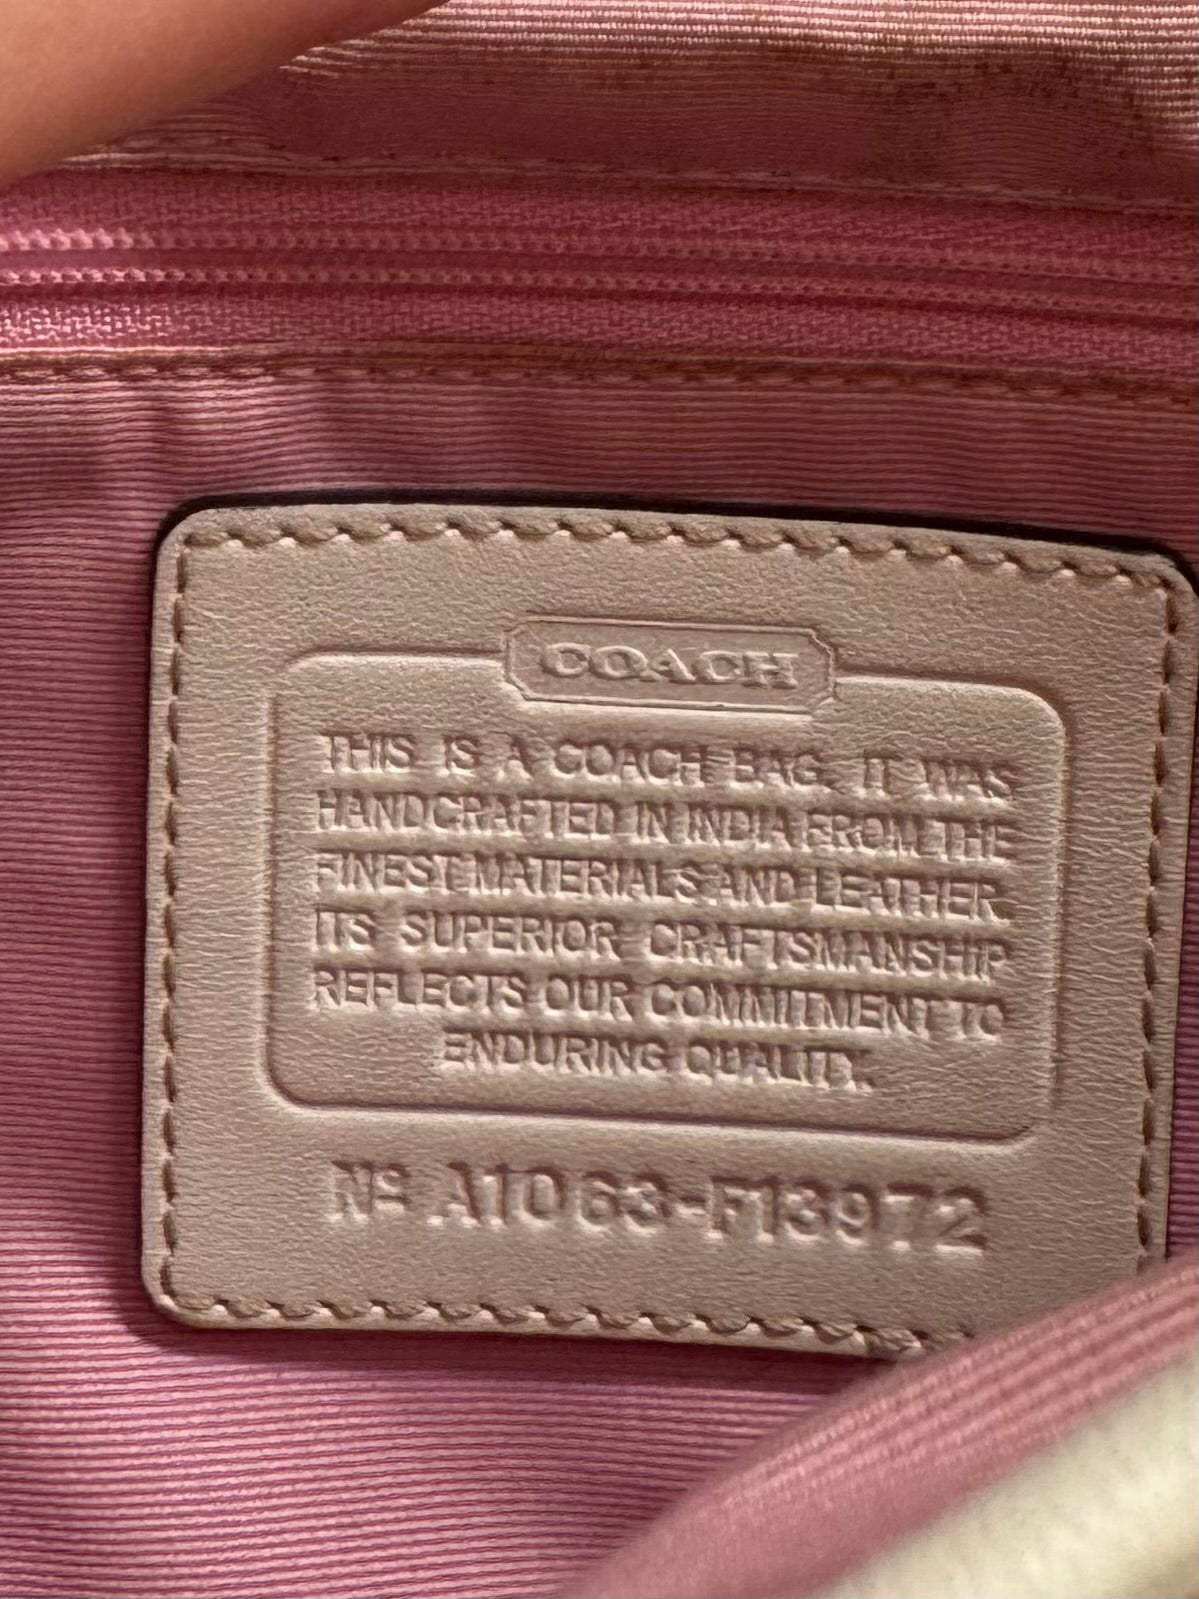 COACH
THIS IS A COACH BAG. IT WAS
HANDCRAFTED IN INDIA FROM THE
FINEST MATERIALS AND LEATHER.
ITS SUPERIOR CRAFTSMANSHIP
REFLECTS OUR COMMITMENT TO
ENDURING QUALITY.
Nº A1063-F13972